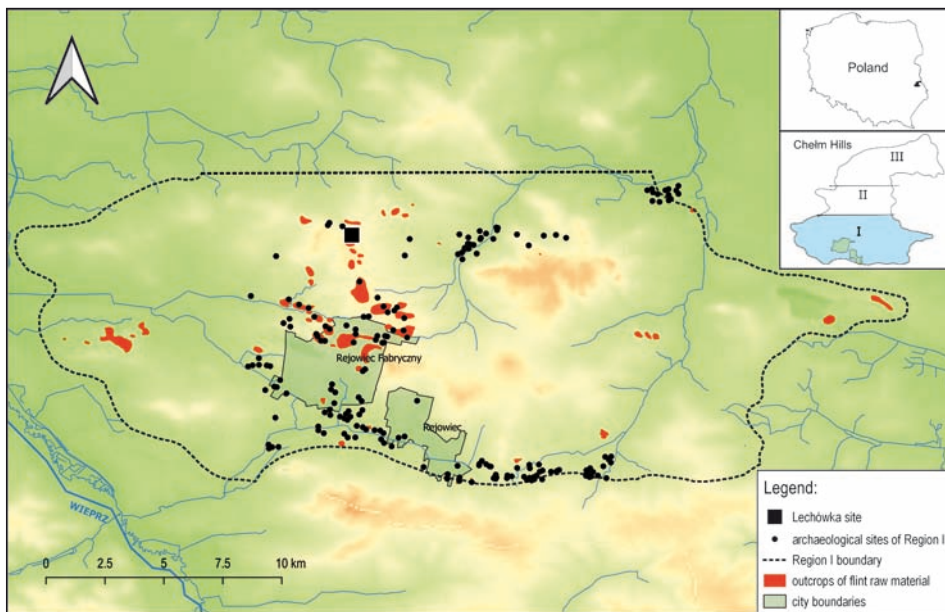 Poland
Chełm Hills
III
II
I
Rejowiec Fabryczny
Rejowiec
WIEPRZ
0 2.5 5 7.5 10 km
Legend:
Lechówka site
archaeological sites of Region I
Region I boundary
outcrops of flint raw material
city boundaries